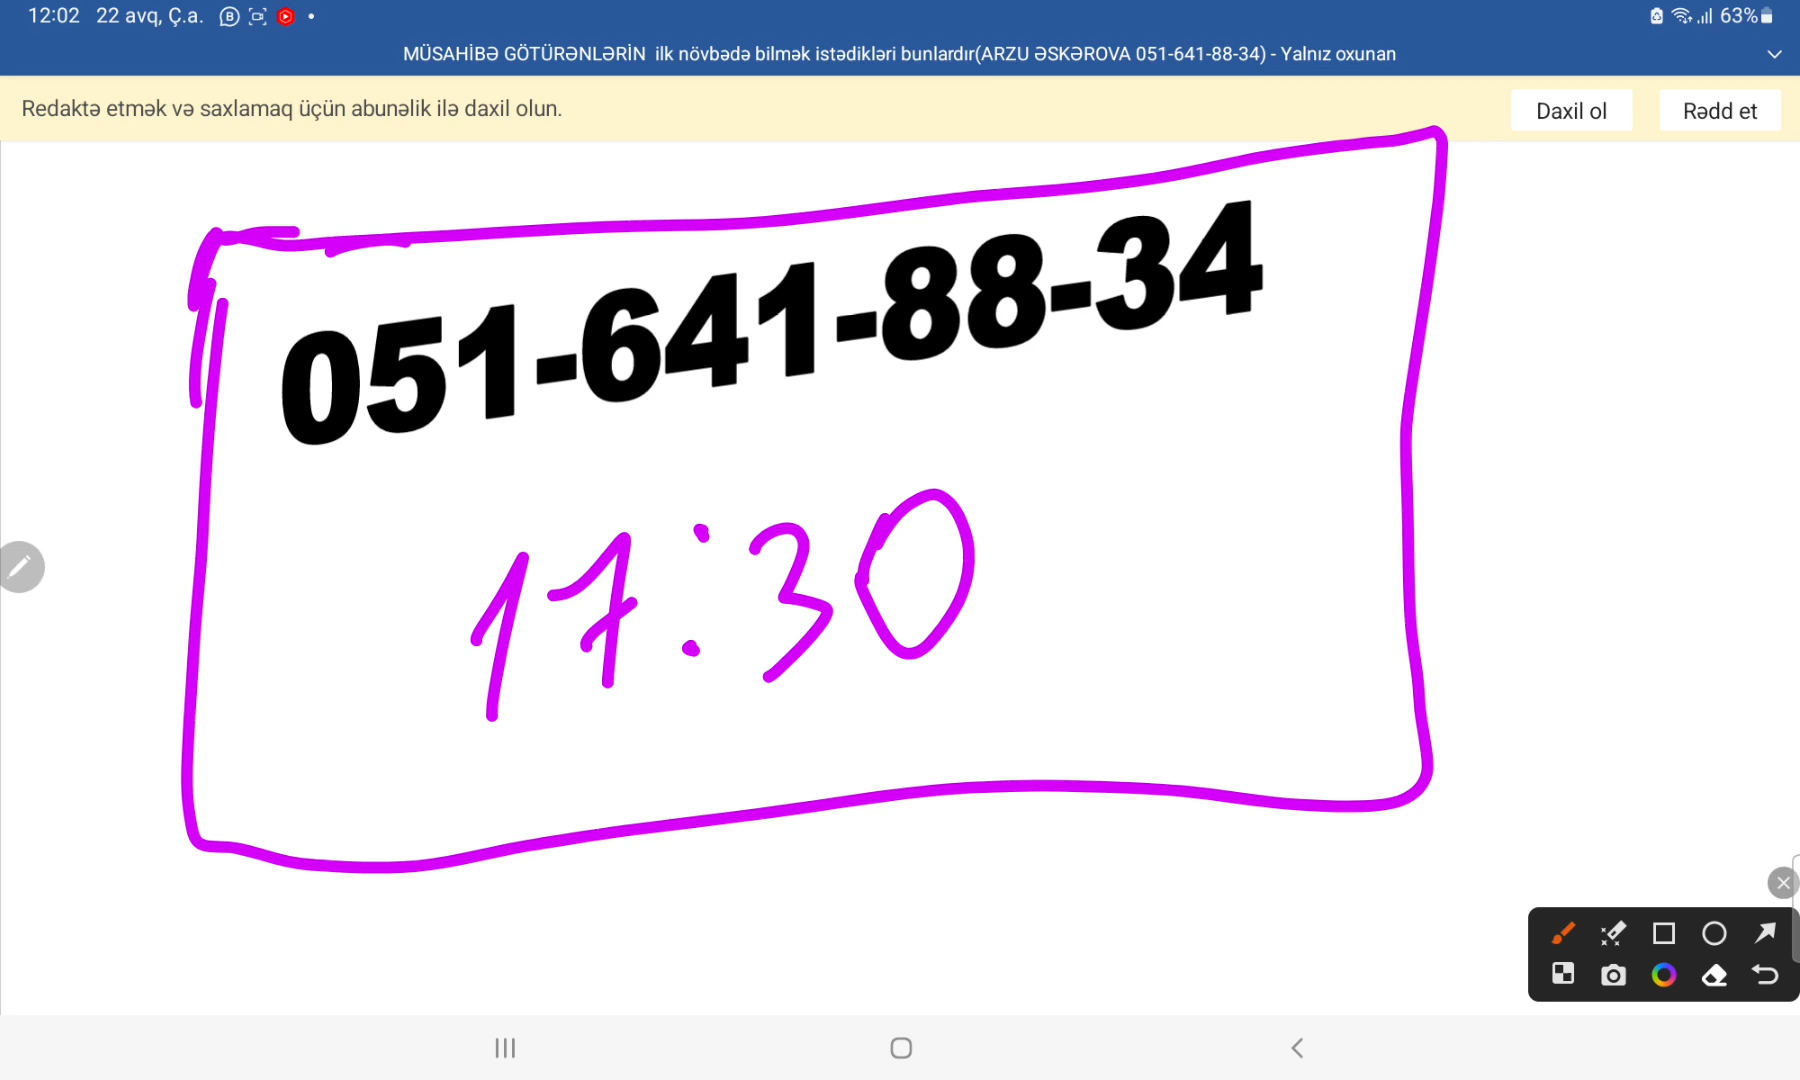 12:02 22 avq, Ç.a. 63%
MÜSAHİBƏ GÖTÜRƏNLƏRİN ilk növbədə bilmək istədikləri bunlardır(ARZU ƏSKƏROVA 051-641-88-34) - Yalnız oxunan
Redaktə etmək və saxlamaq üçün abunəlik ilə daxil olun.
Daxil ol
Rədd et
051-641-88-34
17:30